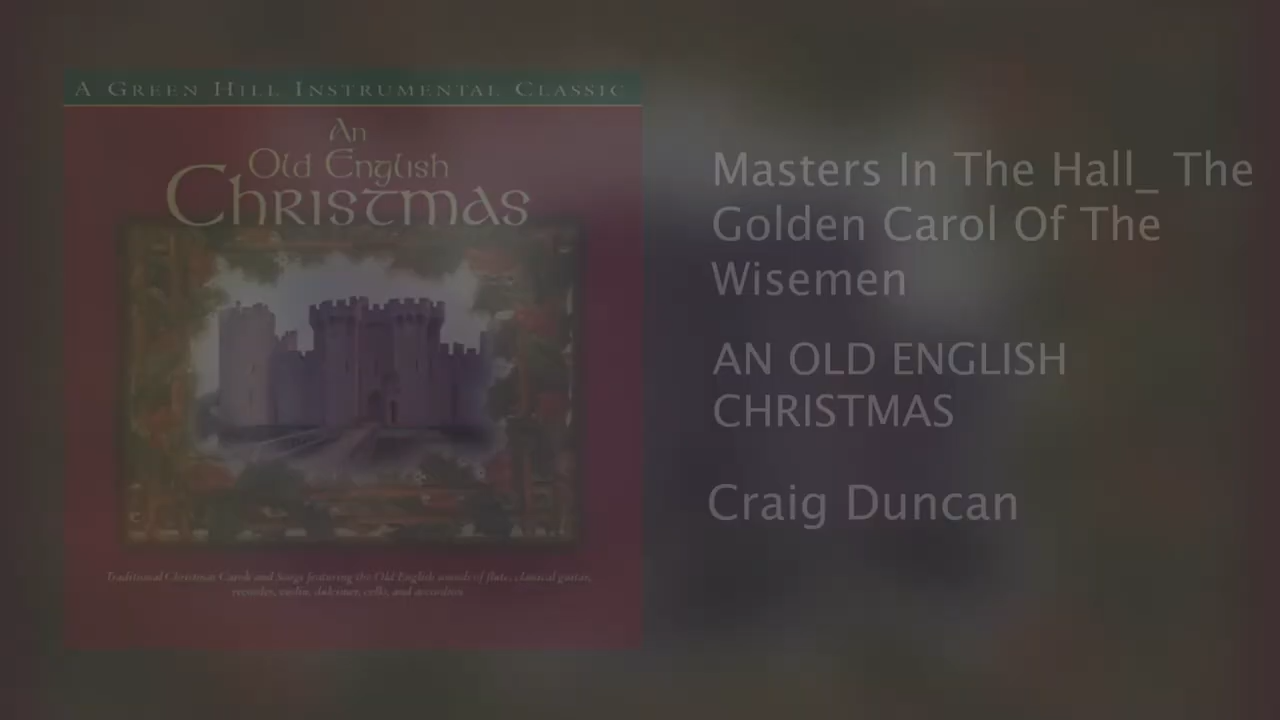 A GREEN HILL INSTRUMENTAL CLASSIC
An
Old English
Christmas
Traditional Christmas Carols and Songs featuring the Old English sounds of flute, classical guitar,
recorder, violin, dulcimer, cello, and accordion
Masters In The Hall_ The
Golden Carol Of The
Wisemen
AN OLD ENGLISH
CHRISTMAS
Craig Duncan